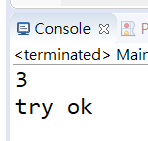 Console
<terminated> Main
3
try ok